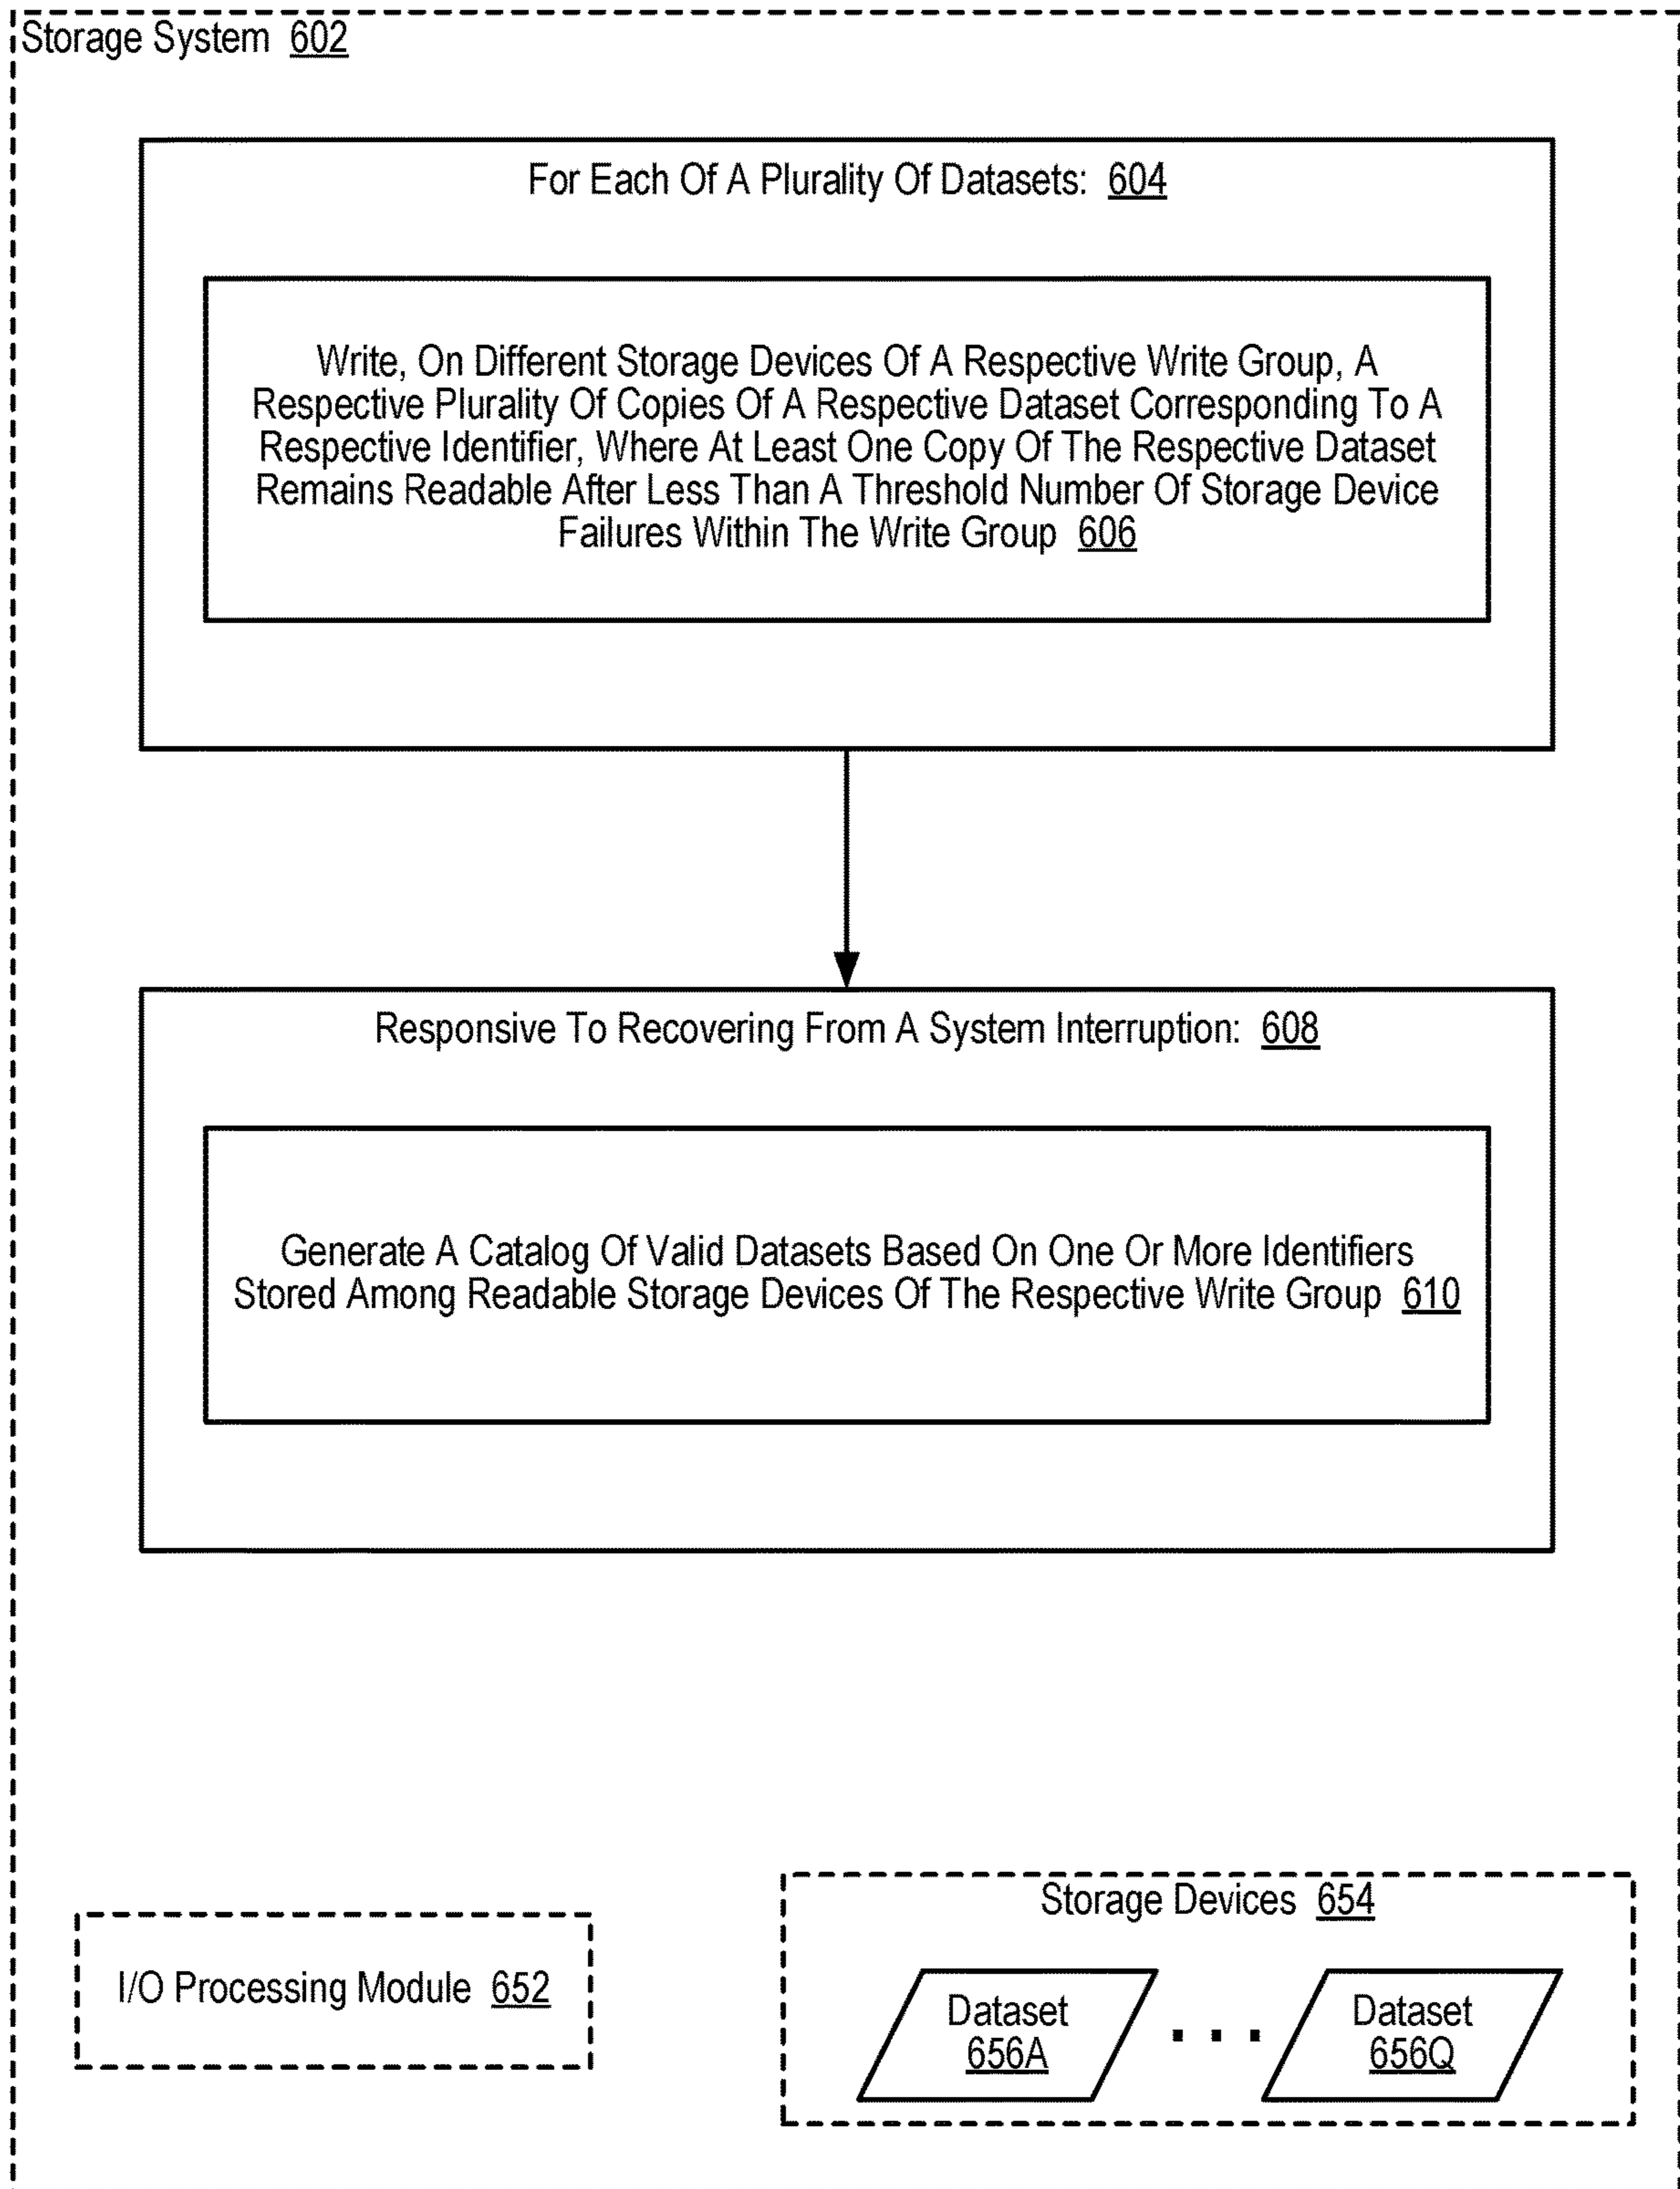 Storage System 602
For Each Of A Plurality Of Datasets: 604
Write, On Different Storage Devices Of A Respective Write Group, A
Respective Plurality Of Copies Of A Respective Dataset Corresponding To A
Respective Identifier, Where At Least One Copy Of The Respective Dataset
Remains Readable After Less Than A Threshold Number Of Storage Device
Failures Within The Write Group 606
Responsive To Recovering From A System Interruption: 608
Generate A Catalog Of Valid Datasets Based On One Or More Identifiers
Stored Among Readable Storage Devices Of The Respective Write Group 610
I/O Processing Module 652
Storage Devices 654
Dataset
656A
. . .
Dataset
656Q